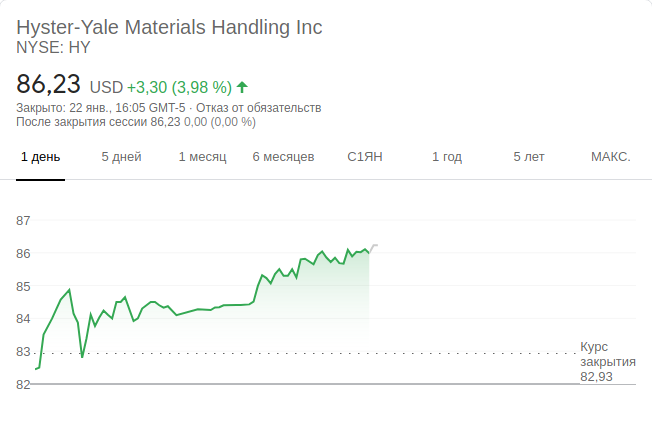 Hyster-Yale Materials Handling Inc
NYSE: HY
86,23 USD +3,30 (3,98 %)
Закрыто: 22 янв., 16:05 GMT-5 · Отказ от обязательств
После закрытия сессии 86,23 0,00 (0,00 %)
1 день 5 дней 1 месяц 6 месяцев С1ЯН 1 год 5 лет МАКС.
87
86
85
84
83
82
Курс
закрытия
82,93